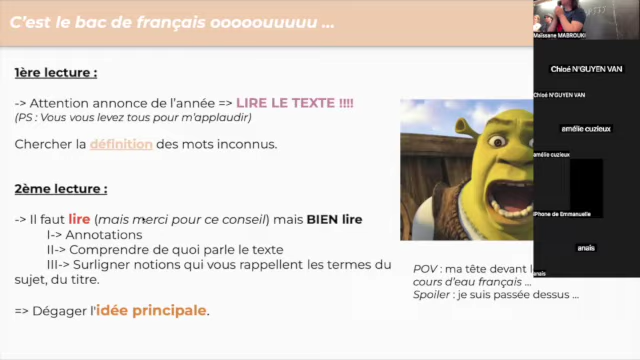 C'est le bac de français ooooouuuuu ...
1ère lecture :
-> Attention annonce de l'année => LIRE LE TEXTE !!!!
(PS : Vous vous levez tous pour m'applaudir)
Chercher la définition des mots inconnus.
2ème lecture :
-> Il faut lire (mais merci pour ce conseil) mais BIEN lire
I-> Annotations
II-> Comprendre de quoi parle le texte
III-> Surligner notions qui vous rappellent les termes du
sujet, du titre.
=> Dégager l'idée principale.
POV : ma tête devant
cours d'eau français ...
Spoiler : je suis passée dessus ...
Maïssane MABROUKI
Chloé N'GUYEN VAN
Chloé N'GUYEN VAN
amélie cuzieux
amélie cuzieux
iPhone de Emmanuelle
anaïs
anaïs